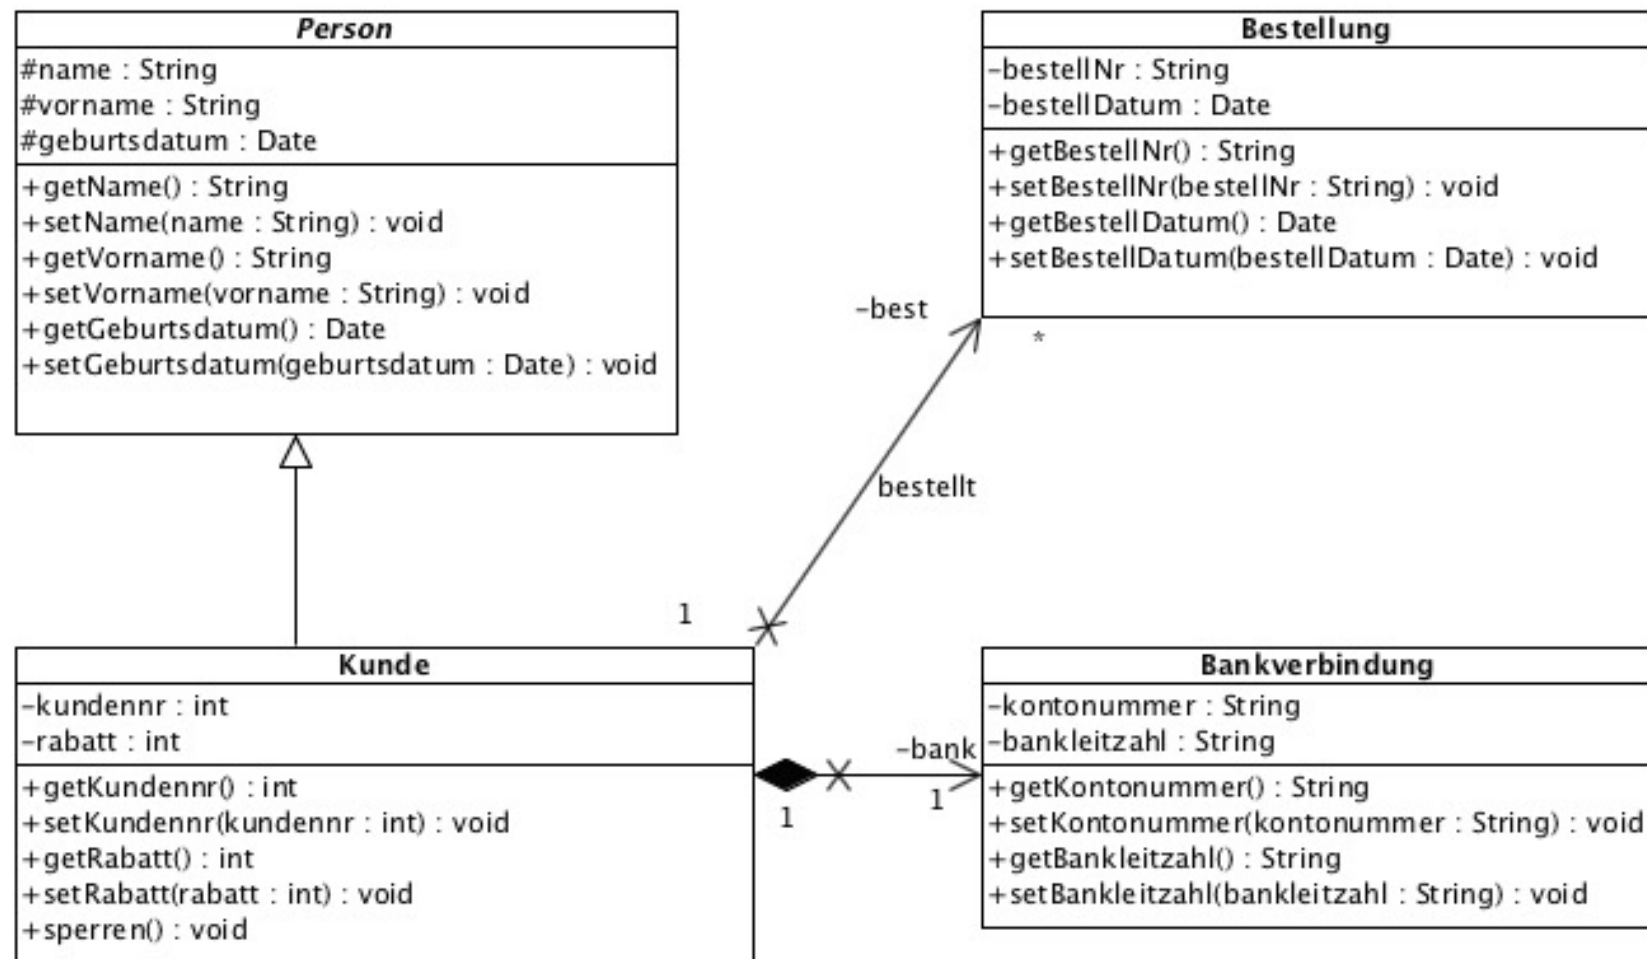 Person
#name : String
#vorname : String
#geburtsdatum : Date
+getName() : String
+setName(name : String) : void
+getVorname() : String
+setVorname(vorname : String) : void
+getGeburtsdatum() : Date
+setGeburtsdatum(geburtsdatum : Date) : void
Bestellung
-bestellNr : String
-bestellDatum : Date
+getBestellNr() : String
+setBestellNr(bestellNr : String) : void
+getBestellDatum() : Date
+setBestellDatum(bestellDatum : Date) : void
-best
*
bestellt
1
Kunde
-kundennr : int
-rabatt : int
+getKundennr() : int
+setKundennr(kundennr : int) : void
+getRabatt() : int
+setRabatt(rabatt : int) : void
+sperren() : void
-bank
1
1
Bankverbindung
-kontonummer : String
-bankleitzahl : String
+getKontonummer() : String
+setKontonummer(kontonummer : String) : void
+getBankleitzahl() : String
+setBankleitzahl(bankleitzahl : String) : void